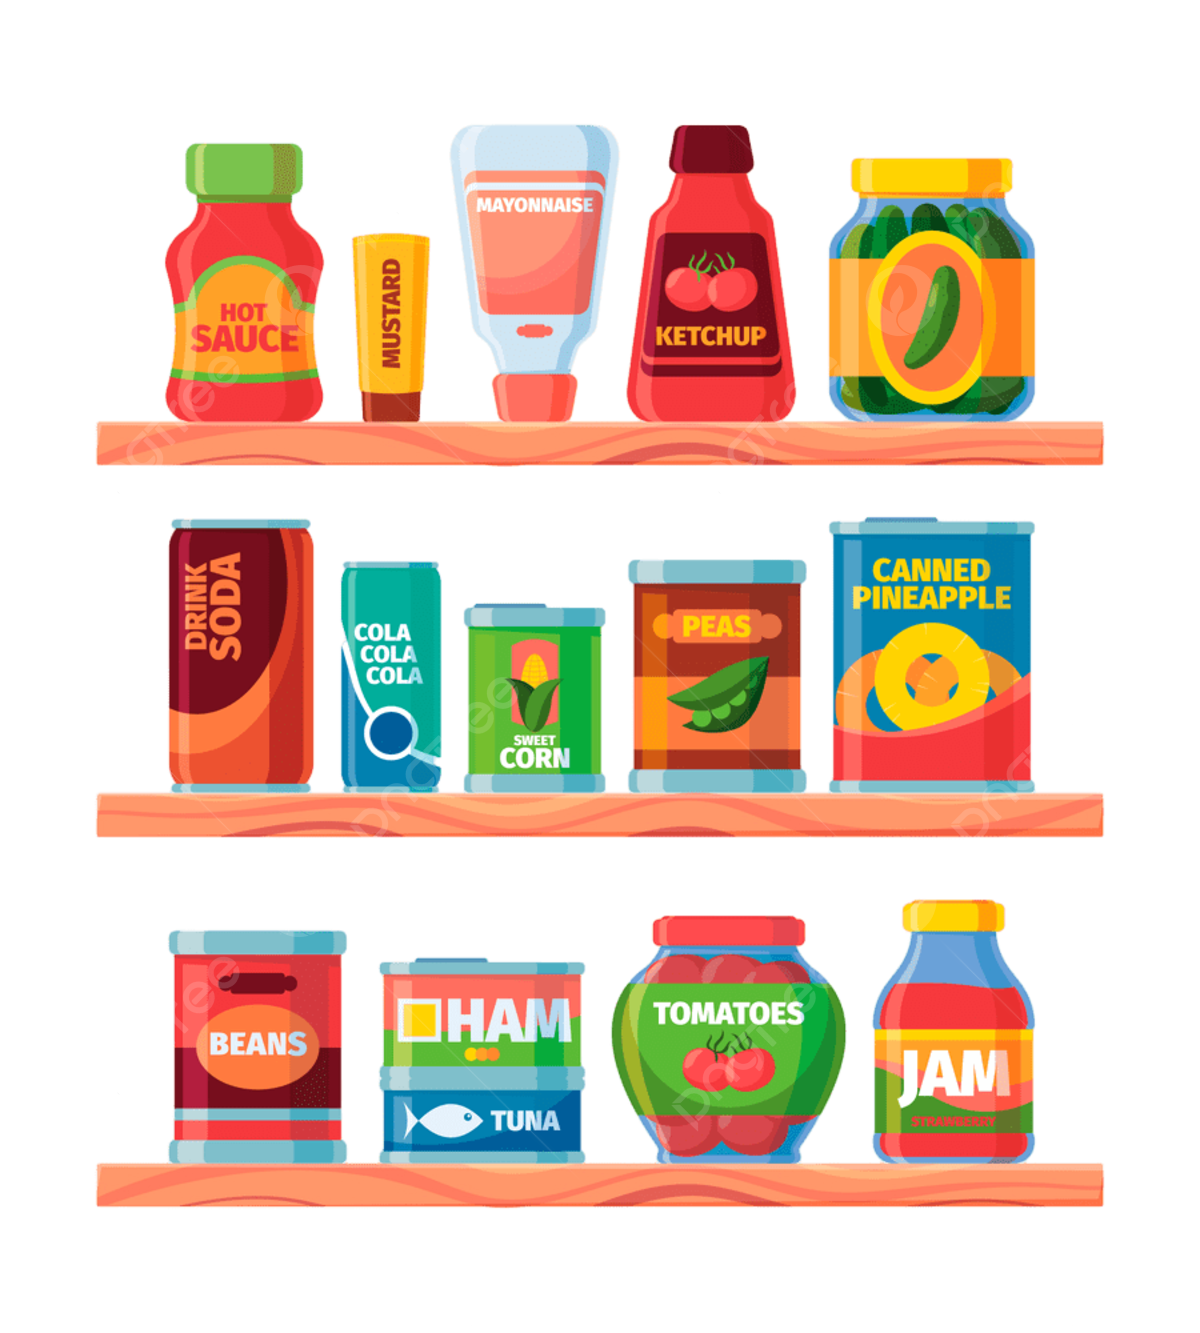 HOT
SAUCE
MUSTARD
MAYONNAISE
KETCHUP
DRINK
SODA
COLA
COLA
COLA
SWEET
CORN
PEAS
CANNED
PINEAPPLE
BEANS
HAM
TUNA
TOMATOES
JAM
STRAWBERRY
pngtree